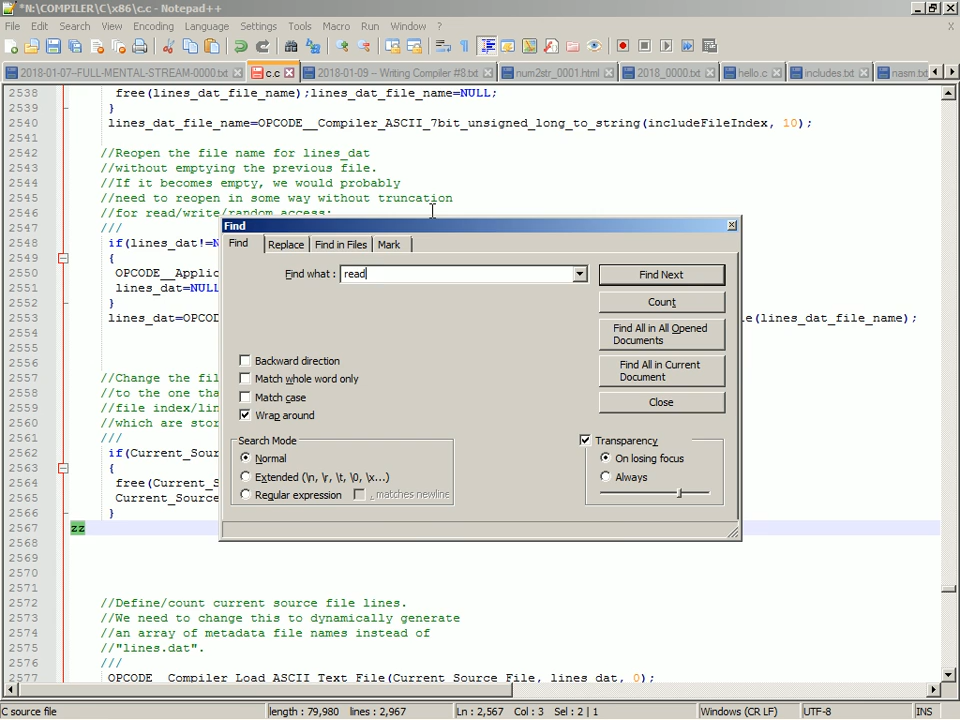 *N:\COMPILER\C\x86\c.c - Notepad++
File Edit Search View Encoding Language Settings Tools Macro Run Window ?
X
2018-01-07-FULL-MENTAL-STREAM-0000.txt c.c 2018-01-09 -- Writing Compiler #8.txt num2str_0001.html 2018_0000.txt hello.c includes.txt nasm.txt
2538 free(lines_dat_file_name);lines_dat_file_name=NULL;
2539 }
2540 lines_dat_file_name=OPCODE__Compiler_ASCII_7bit_unsigned_long_to_string(includeFileIndex, 10);
2541
2542 //Reopen the file name for lines_dat
2543 //without emptying the previous file.
2544 //If it becomes empty, we would probably
2545 //need to reopen in some way without truncation
2546 //for read/write/random access:
2547 ///
2548 if(lines_dat!=N
2549 {
2550 OPCODE__Applic
2551 lines_dat=NULL
2552 }
2553 lines_dat=OPCOD le(lines_dat_file_name);
2554
2555
2556
2557 //Change the fil
2558 //to the one tha
2559 //file index/lin
2560 //which are stor
2561 ///
2562 if(Current_Sour
2563 {
2564 free(Current_S
2565 Current_Source
2566 }
2567 zz
2568
2569
2570
2571
2572 //Define/count current source file lines.
2573 //We need to change this to dynamically generate
2574 //an array of metadata file names instead of
2575 //"lines.dat".
2576 ///
2577 OPCODE__Compiler_Load_ASCII_Text_File(Current_Source_File, lines_dat, 0);
Find
Find Replace Find in Files Mark
Find what : read
Find Next
Count
Find All in All Opened
Documents
Find All in Current
Document
Close
Backward direction
Match whole word only
Match case
Wrap around
Search Mode
Normal
Extended (\n, \r, \t, \0, \x...)
Regular expression . matches newline
Transparency
On losing focus
Always
C source file length : 79,980 lines : 2,967 Ln : 2,567 Col : 3 Sel : 2 | 1 Windows (CR LF) UTF-8 INS